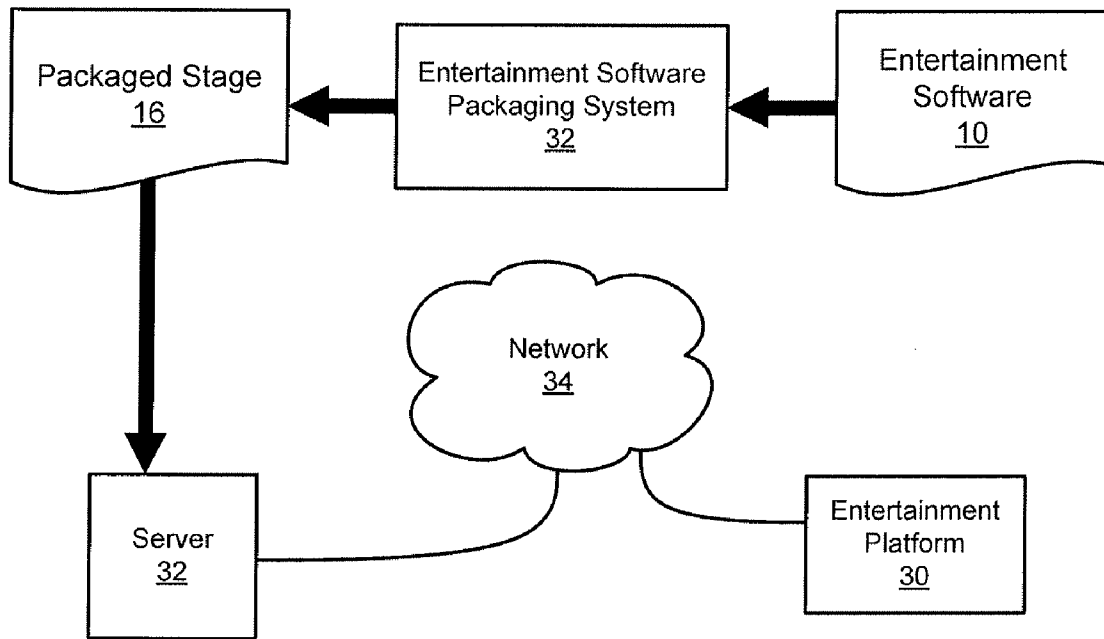 Packaged Stage
16
Entertainment Software
Packaging System
32
Entertainment
Software
10
Network
34
Server
32
Entertainment
Platform
30